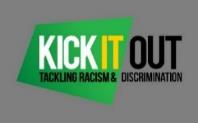 KICK IT OUT
TACKLING RACISM & DISCRIMINATION